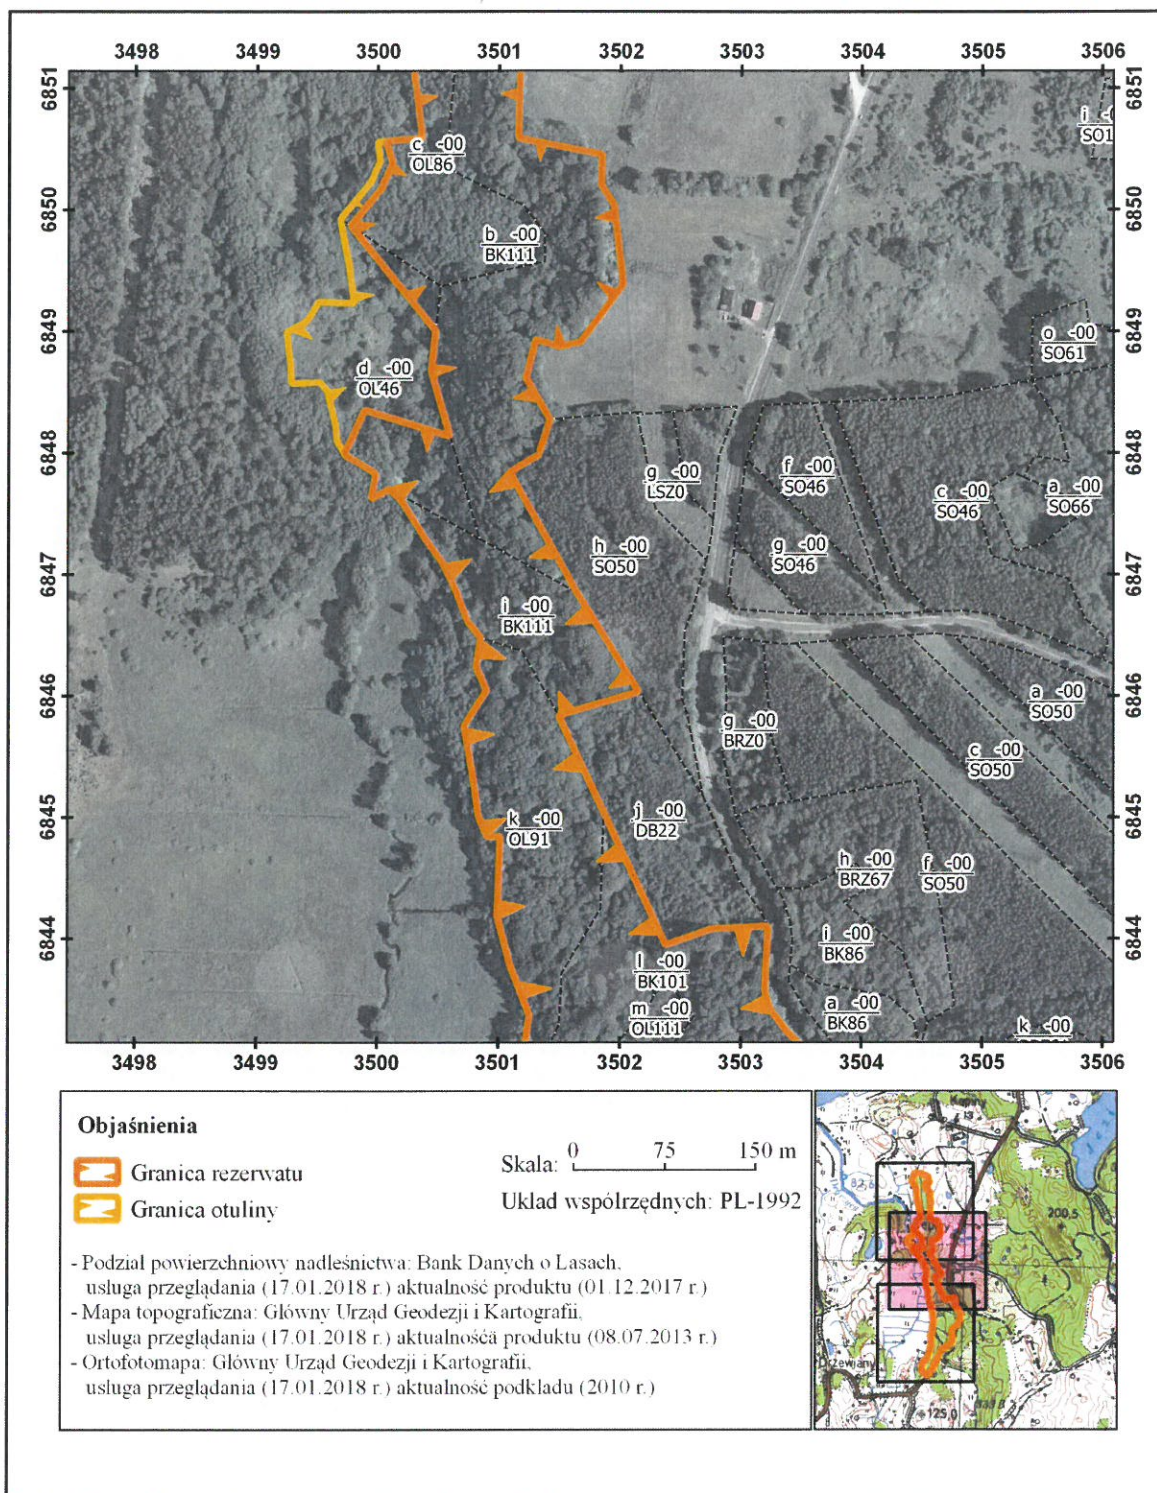 3498 3499 3500 3501 3502 3503 3504 3505 3506
6851 6851
i
SO1
c -00
OL86
6850 6850
b -00
BK111
6849 6849
o -00
SO61
d -00
OL46
6848 6848
g -00
LSZ0
f -00
SO46
c -00
SO46
a -00
SO66
h -00
SO50
g -00
SO46
6847 6847
i -00
BK111
6846 6846
a -00
SO50
g -00
BRZ0
c -00
SO50
6845 6845
k -00
OL91
j -00
DB22
h -00
BRZ67
f -00
SO50
6844 6844
i -00
BK86
l -00
BK101
m -00
OL111
a -00
BK86
k -00
3498 3499 3500 3501 3502 3503 3504 3505 3506
Objaśnienia
Granica rezerwatu
Granica otuliny
Skala: 0 75 150 m
Układ współrzędnych: PL-1992
- Podział powierzchniowy nadleśnictwa: Bank Danych o Lasach,
usługa przeglądania (17.01.2018 r.) aktualność produktu (01.12.2017 r.)
- Mapa topograficzna: Główny Urząd Geodezji i Kartografii,
usługa przeglądania (17.01.2018 r.) aktualnośćä produktu (08.07.2013 r.)
- Ortofotomapa: Główny Urząd Geodezji i Kartografii,
usługa przeglądania (17.01.2018 r.) aktualność podkładu (2010 r.)
200,5
Drzewiany
125,0